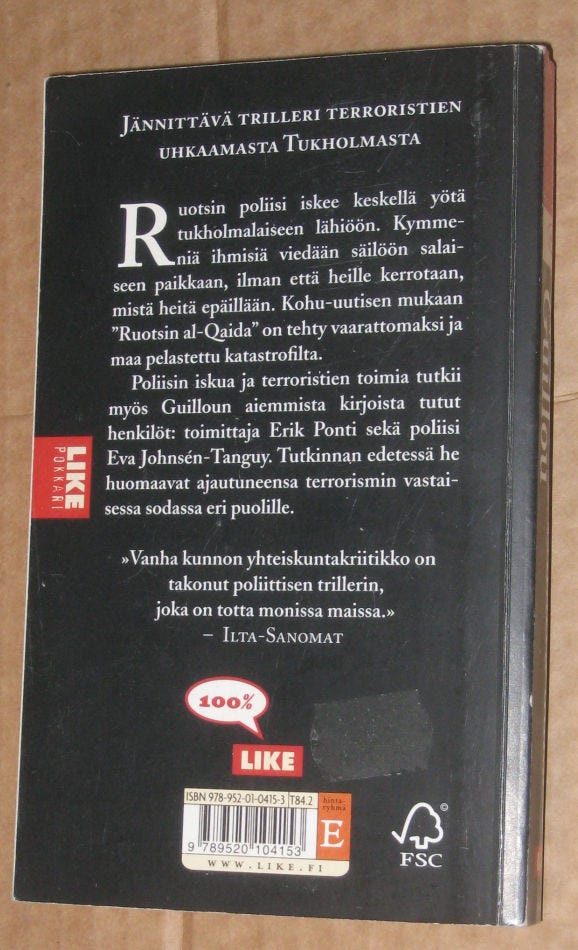 JÄNNITTÄVÄ TRILLERI TERRORISTIEN
UHKAAMASTA TUKHOLMASTA
Ruotsin poliisi iskee keskellä yötä
tukholmalaiseen lähiöön. Kymme-
niä ihmisiä viedään säilöön salai-
seen paikkaan, ilman että heille kerrotaan,
mistä heitä epäillään. Kohu-uutisen mukaan
”Ruotsin al-Qaida” on tehty vaarattomaksi ja
maa pelastettu katastrofilta.
Poliisin iskua ja terroristien toimia tutkii
myös Guilloun aiemmista kirjoista tutut
henkilöt: toimittaja Erik Ponti sekä poliisi
Eva Johnsén-Tanguy. Tutkinnan edetessä he
huomaavat ajautuneensa terrorismin vastai-
sessa sodassa eri puolille.
»Vanha kunnon yhteiskuntakriitikko on
takonut poliittisen trillerin,
joka on totta monissa maissa.»
– ILTA-SANOMAT
LIKE
POKKARI
100%
LIKE
ISBN 978-952-01-0415-3 T84.2
hinta-
ryhmä
E
9 789520 104153
WWW.LIKE.FI
©
FSC